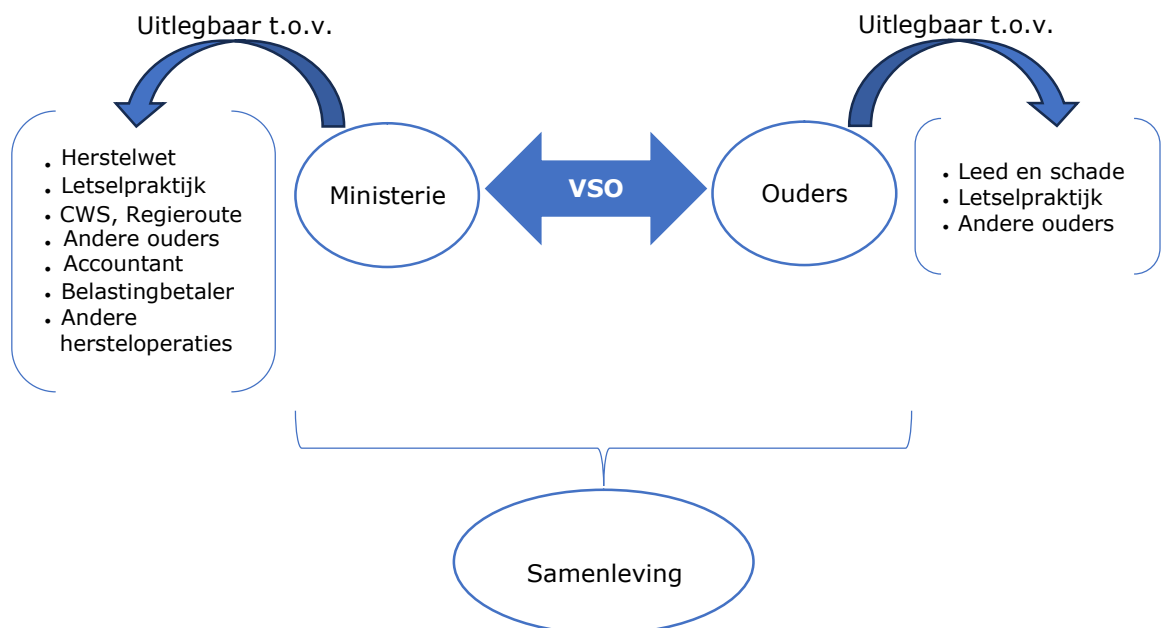 Uitlegbaar t.o.v.
Uitlegbaar t.o.v.
• Herstelwet
• Letselpraktijk
• CWS, Regieroute
• Andere ouders
• Accountant
• Belastingbetaler
• Andere
hersteloperaties
Ministerie
VSO
Ouders
• Leed en schade
• Letselpraktijk
• Andere ouders
Samenleving